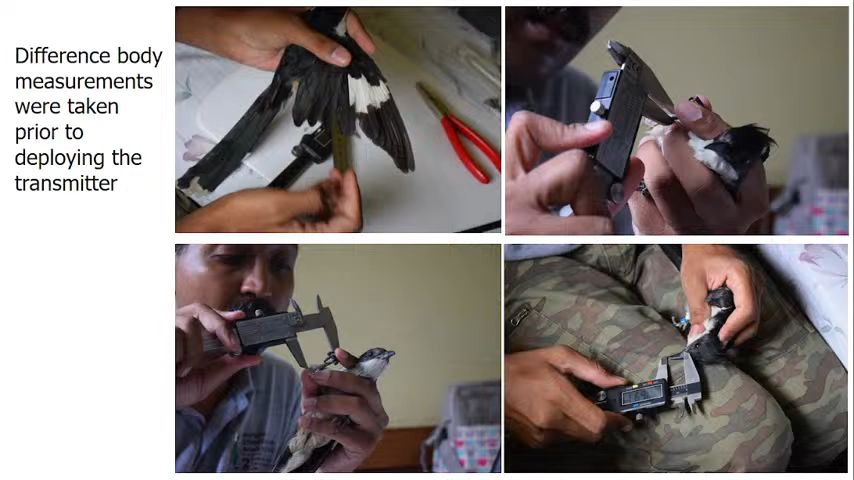 Difference body
measurements
were taken
prior to
deploying the
transmitter